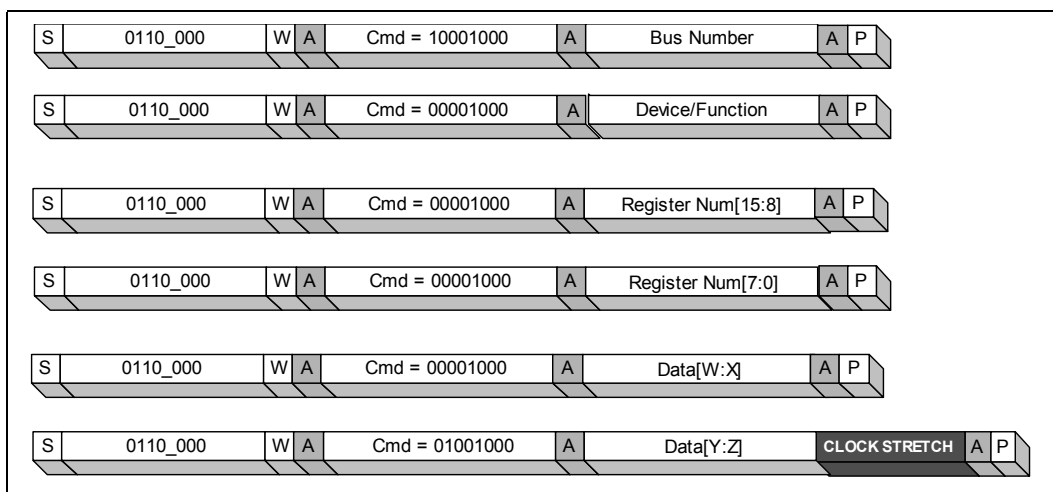 S 0110_000 W A Cmd = 10001000 A Bus Number A P
S 0110_000 W A Cmd = 00001000 A Device/Function A P
S 0110_000 W A Cmd = 00001000 A Register Num[15:8] A P
S 0110_000 W A Cmd = 00001000 A Register Num[7:0] A P
S 0110_000 W A Cmd = 00001000 A Data[W:X] A P
S 0110_000 W A Cmd = 01001000 A Data[Y:Z] CLOCK STRETCH A P